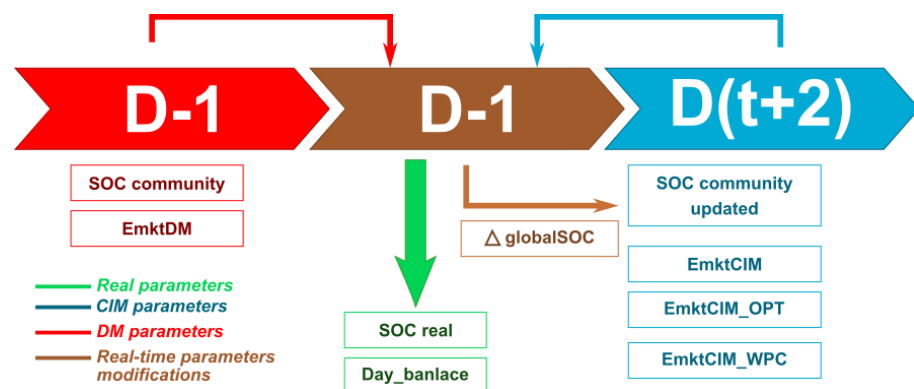 D-1
D-1
D(t+2)
SOC community
EmktDM
SOC community
updated
△ globalSOC
EmktCIM
EmktCIM_OPT
EmktCIM_WPC
Real parameters
CIM parameters
DM parameters
Real-time parameters
modifications
SOC real
Day_banlace